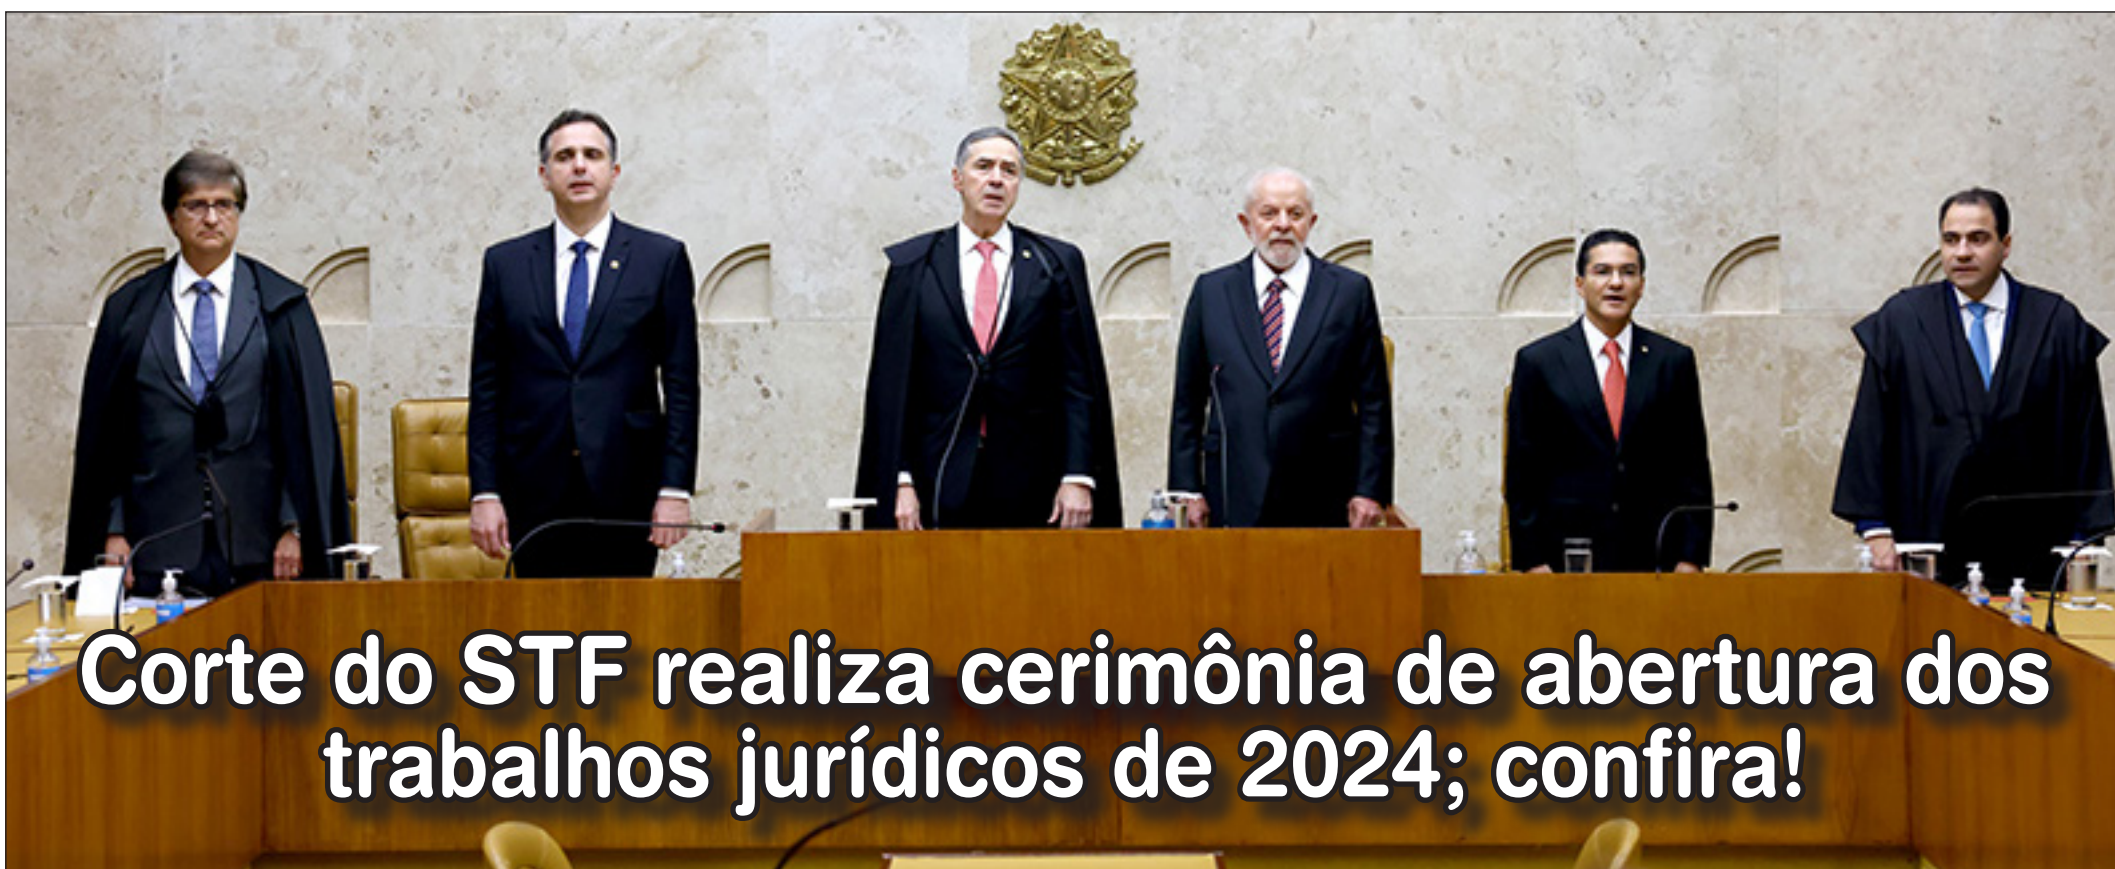 Corte do STF realiza cerimônia de abertura dos
trabalhos jurídicos de 2024; confira!